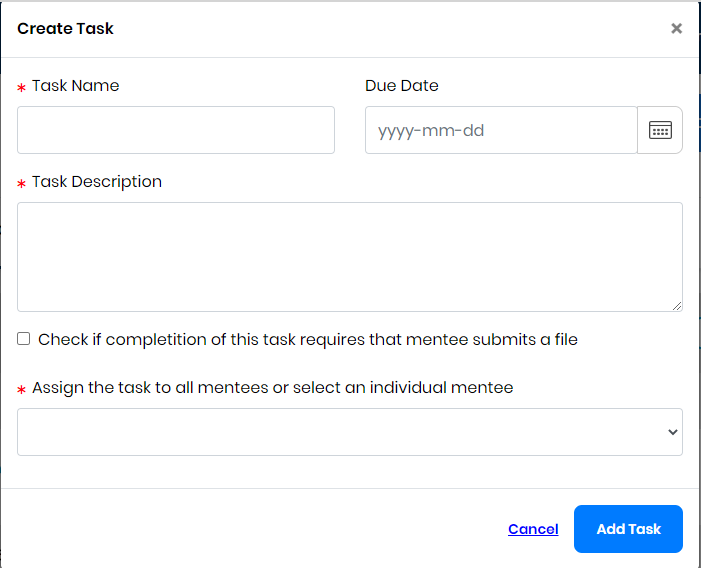 Create Task
* Task Name
Due Date
yyyy-mm-dd
* Task Description
Check if completition of this task requires that mentee submits a file
* Assign the task to all mentees or select an individual mentee
Cancel
Add Task